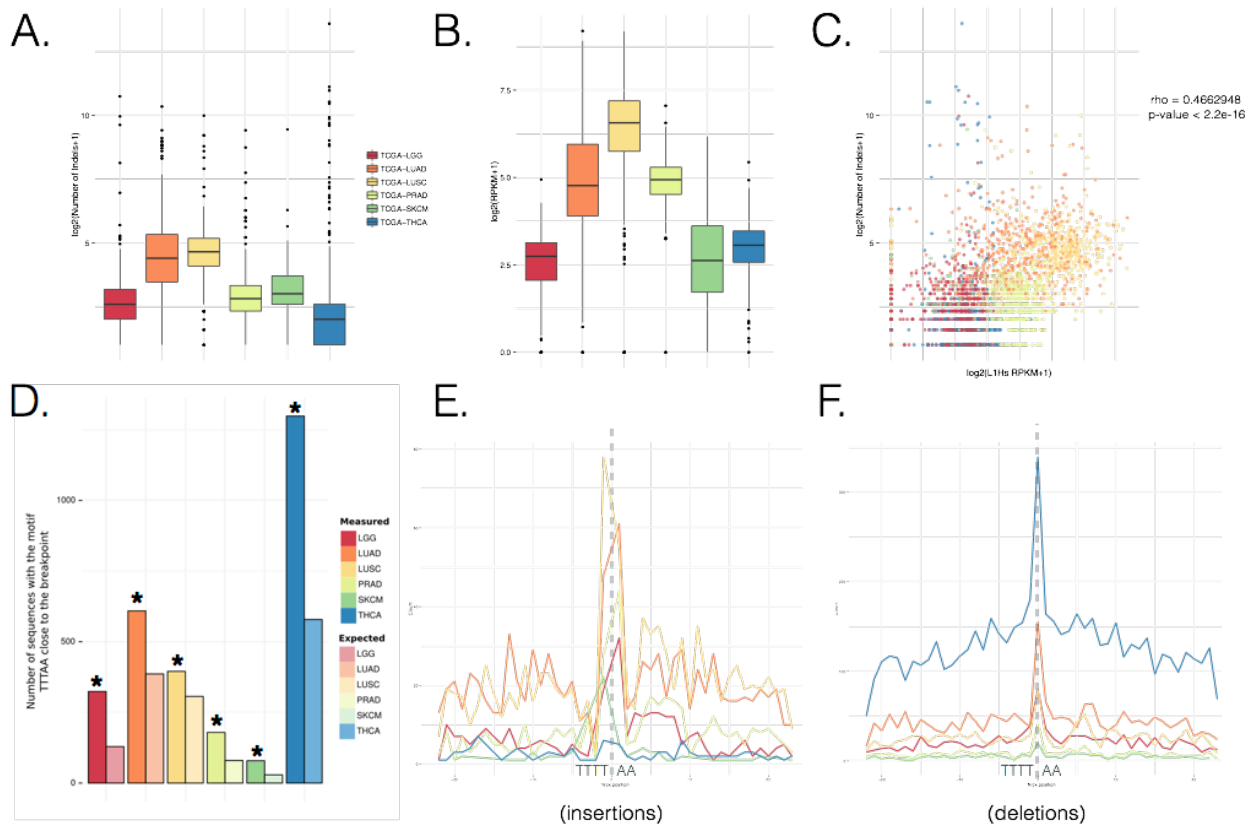 A.
log2(Number of Indels+1)
10
5
TCGA-LGG
TCGA-LUAD
TCGA-LUSC
TCGA-PRAD
TCGA-SKCM
TCGA-THCA
B.
log2(RPKM+1)
7.5
5.0
2.5
0.0
C.
log2(Number of Indels+1)
10
5
rho = 0.4662948
p-value < 2.2e-16
log2(L1Hs RPKM+1)
D.
Number of sequences with the motif
TTTAA close to the breakpoint
1000
500
0
* * * * * *
Measured
LGG
LUAD
LUSC
PRAD
SKCM
THCA
Expected
LGG
LUAD
LUSC
PRAD
SKCM
THCA
E.
TTTT AA
Nick position
(insertions)
F.
TTTT AA
Nick position
(deletions)